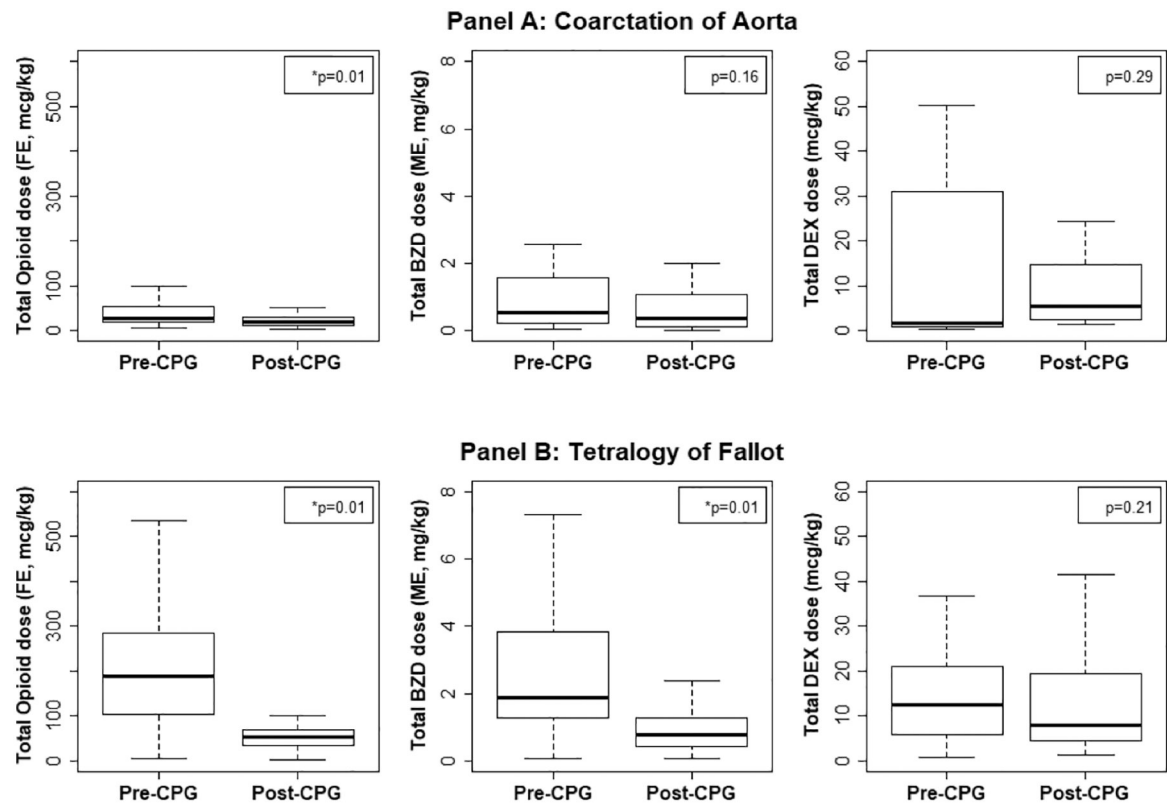 Panel A: Coarctation of Aorta
Total Opioid dose (FE, mcg/kg)
500
300
100
0
*p=0.01
Pre-CPG Post-CPG
Total BZD dose (ME, mg/kg)
8
6
4
2
0
p=0.16
Pre-CPG Post-CPG
Total DEX dose (mcg/kg)
60
50
40
30
20
10
0
p=0.29
Pre-CPG Post-CPG
Panel B: Tetralogy of Fallot
Total Opioid dose (FE, mcg/kg)
500
300
100
0
*p=0.01
Pre-CPG Post-CPG
Total BZD dose (ME, mg/kg)
8
6
4
2
0
*p=0.01
Pre-CPG Post-CPG
Total DEX dose (mcg/kg)
60
50
40
30
20
10
0
p=0.21
Pre-CPG Post-CPG